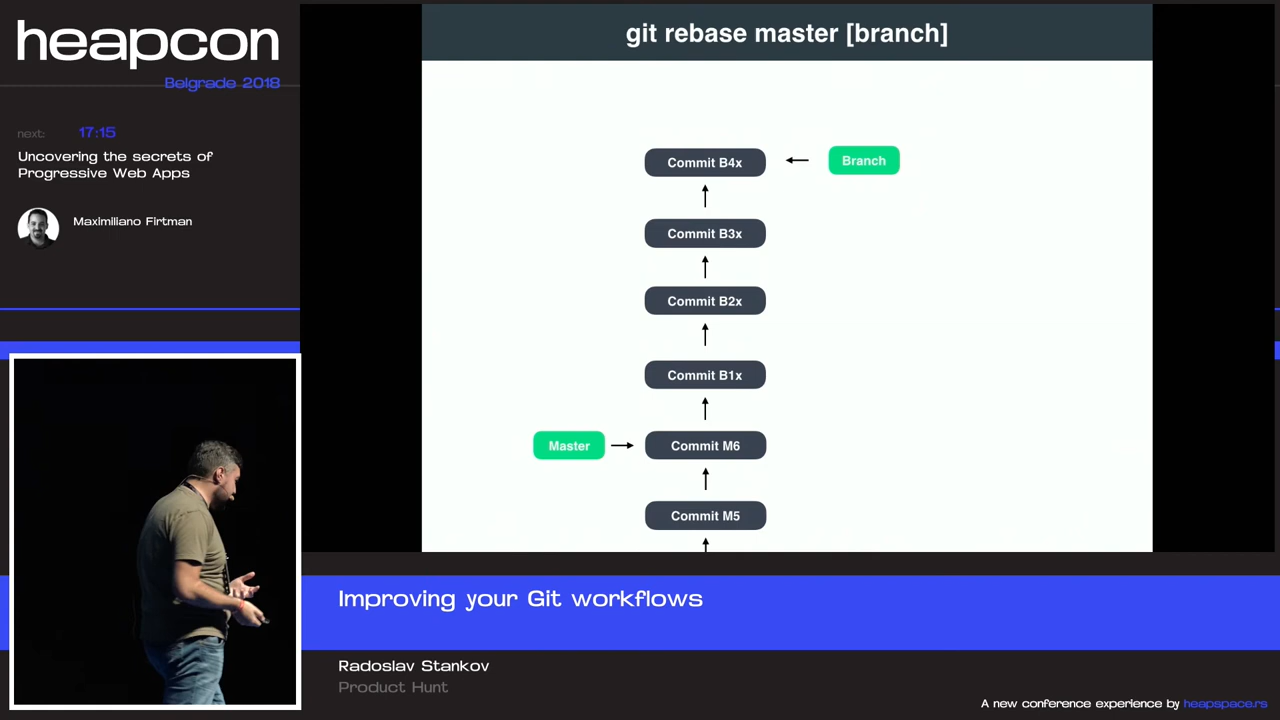 heapcon
Belgrade 2018
next: 17:15
Uncovering the secrets of
Progressive Web Apps
Maximiliano Firtman
git rebase master [branch]
Commit B4x
Branch
Commit B3x
Commit B2x
Commit B1x
Master
Commit M6
Commit M5
Improving your Git workflows
Radoslav Stankov
Product Hunt
A new conference experience by heapspace.rs